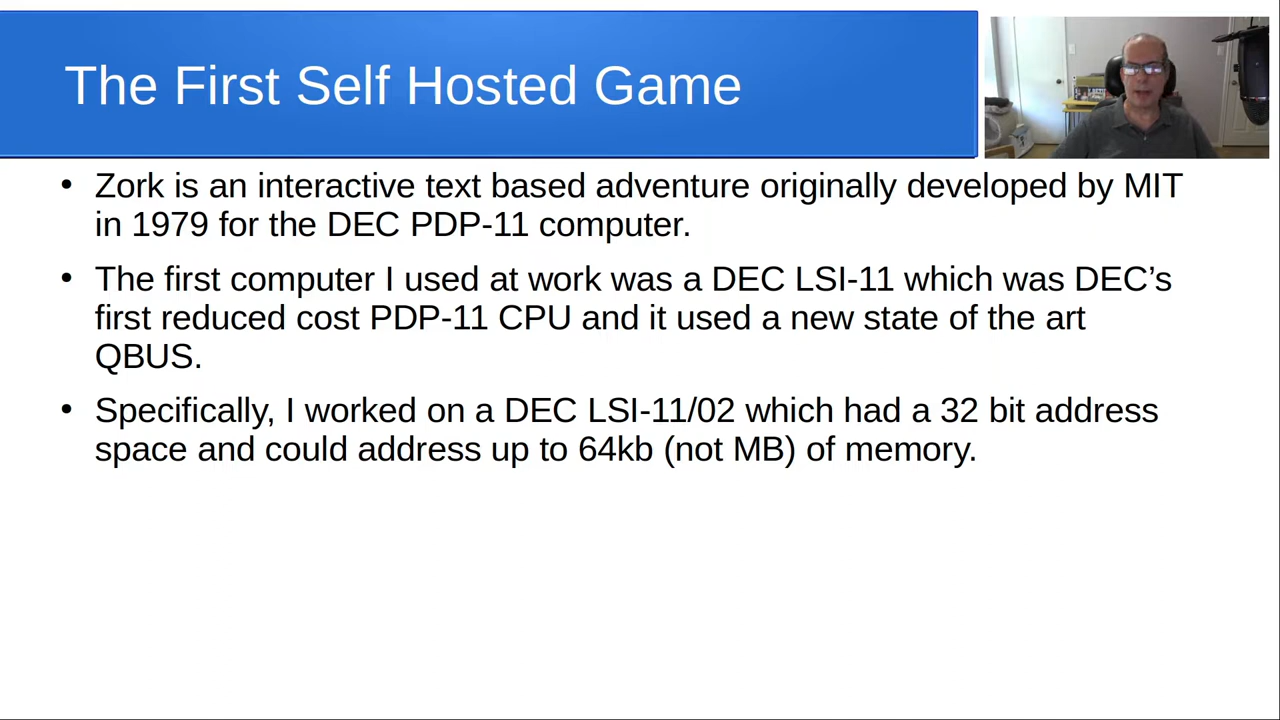 The First Self Hosted Game
• Zork is an interactive text based adventure originally developed by MIT
in 1979 for the DEC PDP-11 computer.
• The first computer I used at work was a DEC LSI-11 which was DEC’s
first reduced cost PDP-11 CPU and it used a new state of the art
QBUS.
• Specifically, I worked on a DEC LSI-11/02 which had a 32 bit address
space and could address up to 64kb (not MB) of memory.